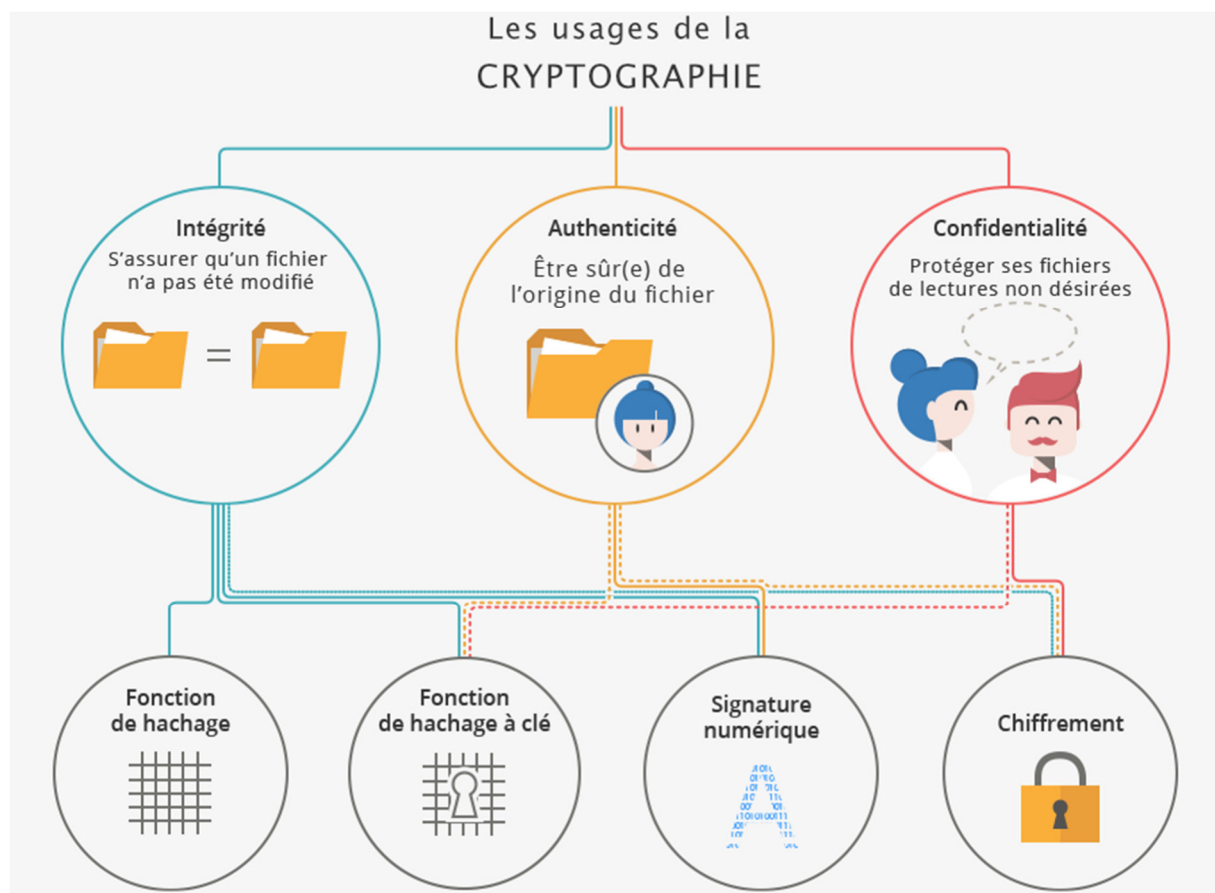 Les usages de la
CRYPTOGRAPHIE
Intégrité
S'assurer qu'un fichier
n'a pas été modifié
=
Authenticité
Être sûr(e) de
l'origine du fichier
Confidentialité
Protéger ses fichiers
de lectures non désirées
Fonction
de hachage
Fonction
de hachage à clé
Signature
numérique
Chiffrement